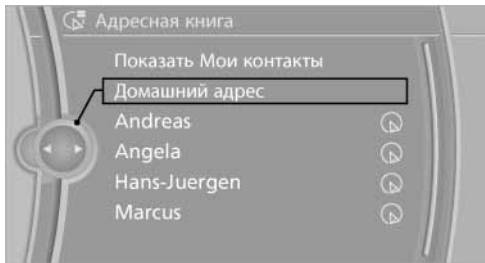 Адресная книга
Показать Мои контакты
Домашний адрес
Andreas
Angela
Hans-Juergen
Marcus